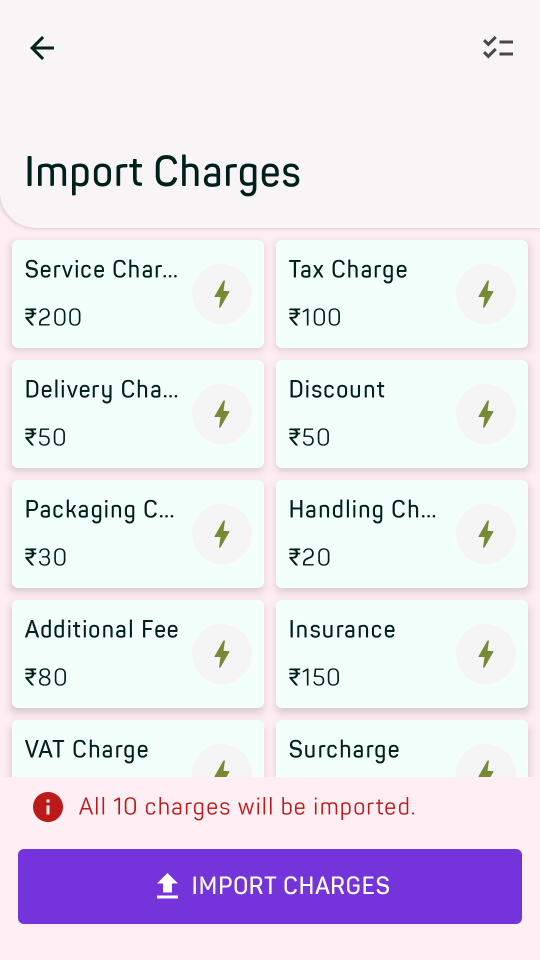 Import Charges
Service Char...
₹200
Tax Charge
₹100
Delivery Cha...
₹50
Discount
₹50
Packaging C...
₹30
Handling Ch...
₹20
Additional Fee
₹80
Insurance
₹150
VAT Charge
Surcharge
All 10 charges will be imported.
IMPORT CHARGES